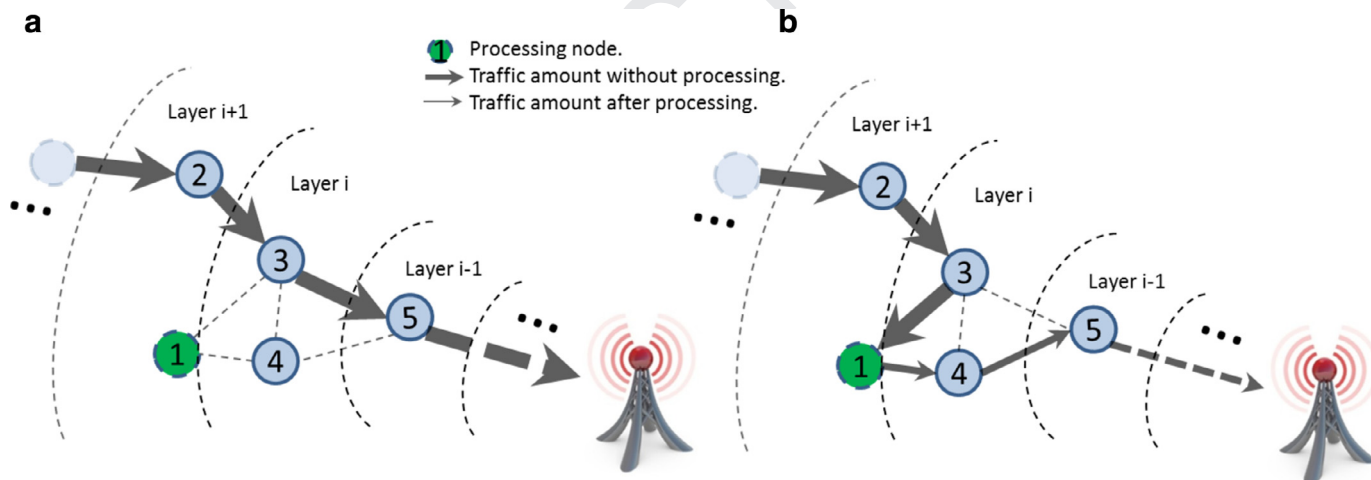 a
b
1 Processing node.
Traffic amount without processing.
Traffic amount after processing.
Layer i+1
Layer i
Layer i-1
2
3
5
1
4
Layer i+1
Layer i
Layer i-1
2
3
5
1
4